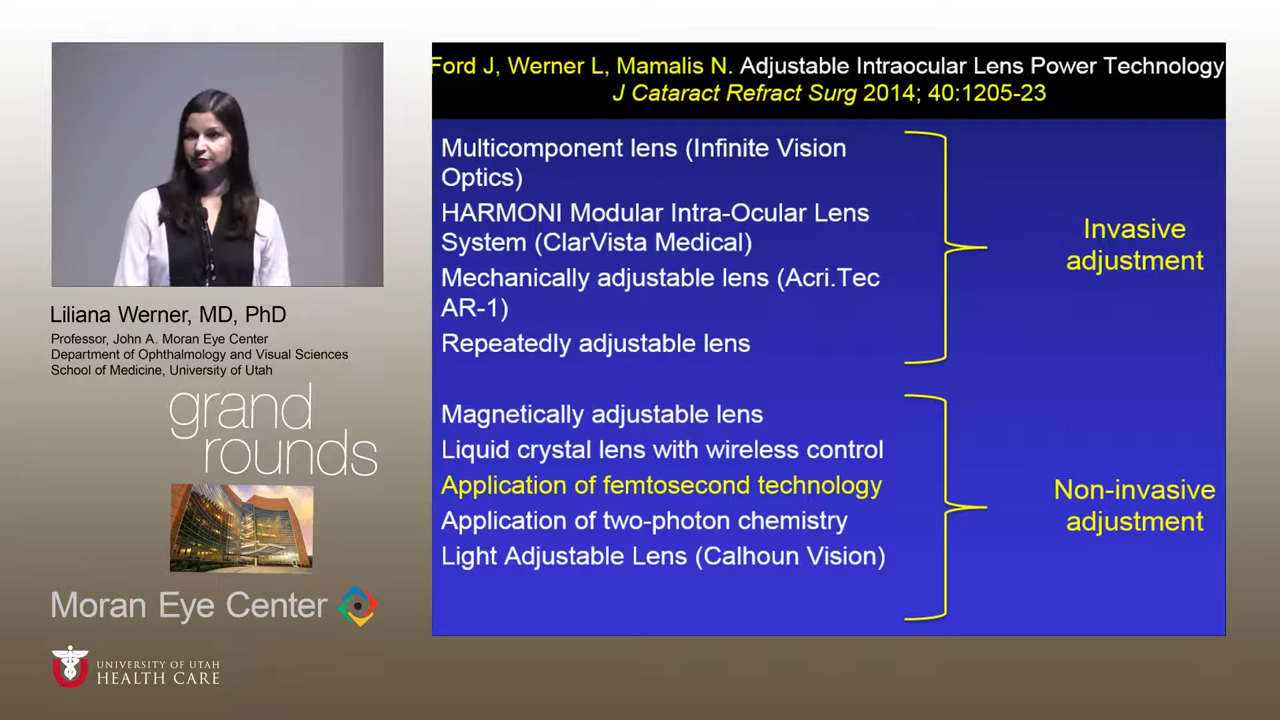 Ford J, Werner L, Mamalis N. Adjustable Intraocular Lens Power Technology
J Cataract Refract Surg 2014; 40:1205-23
Multicomponent lens (Infinite Vision
Optics)
HARMONI Modular Intra-Ocular Lens
System (ClarVista Medical)
Mechanically adjustable lens (Acri.Tec
AR-1)
Repeatedly adjustable lens
Invasive
adjustment
Magnetically adjustable lens
Liquid crystal lens with wireless control
Application of femtosecond technology
Application of two-photon chemistry
Light Adjustable Lens (Calhoun Vision)
Non-invasive
adjustment
Liliana Werner, MD, PhD
Professor, John A. Moran Eye Center
Department of Ophthalmology and Visual Sciences
School of Medicine, University of Utah
grand
rounds
Moran Eye Center
UNIVERSITY OF UTAH
HEALTH CARE